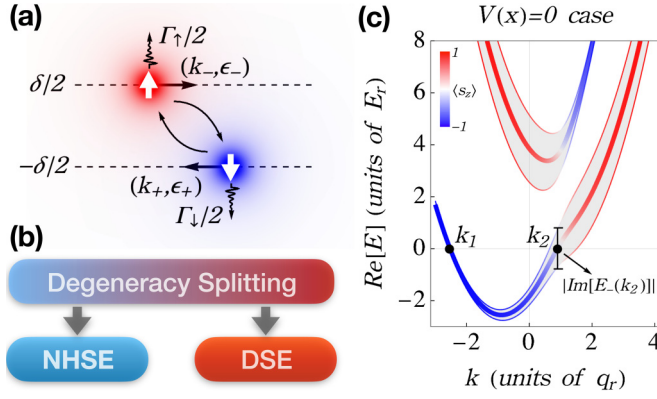 (a)
Γ↑/2
(k₋,ϵ₋)
δ/2
-δ/2
(k₊,ϵ₊)
Γ↓/2
(b)
Degeneracy Splitting
NHSE
DSE
(c)
V(x)=0 case
8
6
4
2
0
-2
Re[E] (units of Eᵣ)
1
⟨s_z⟩
-1
k₁
k₂
|Im[E₋(k₂)]|
-2 0 2 4
k (units of qᵣ)